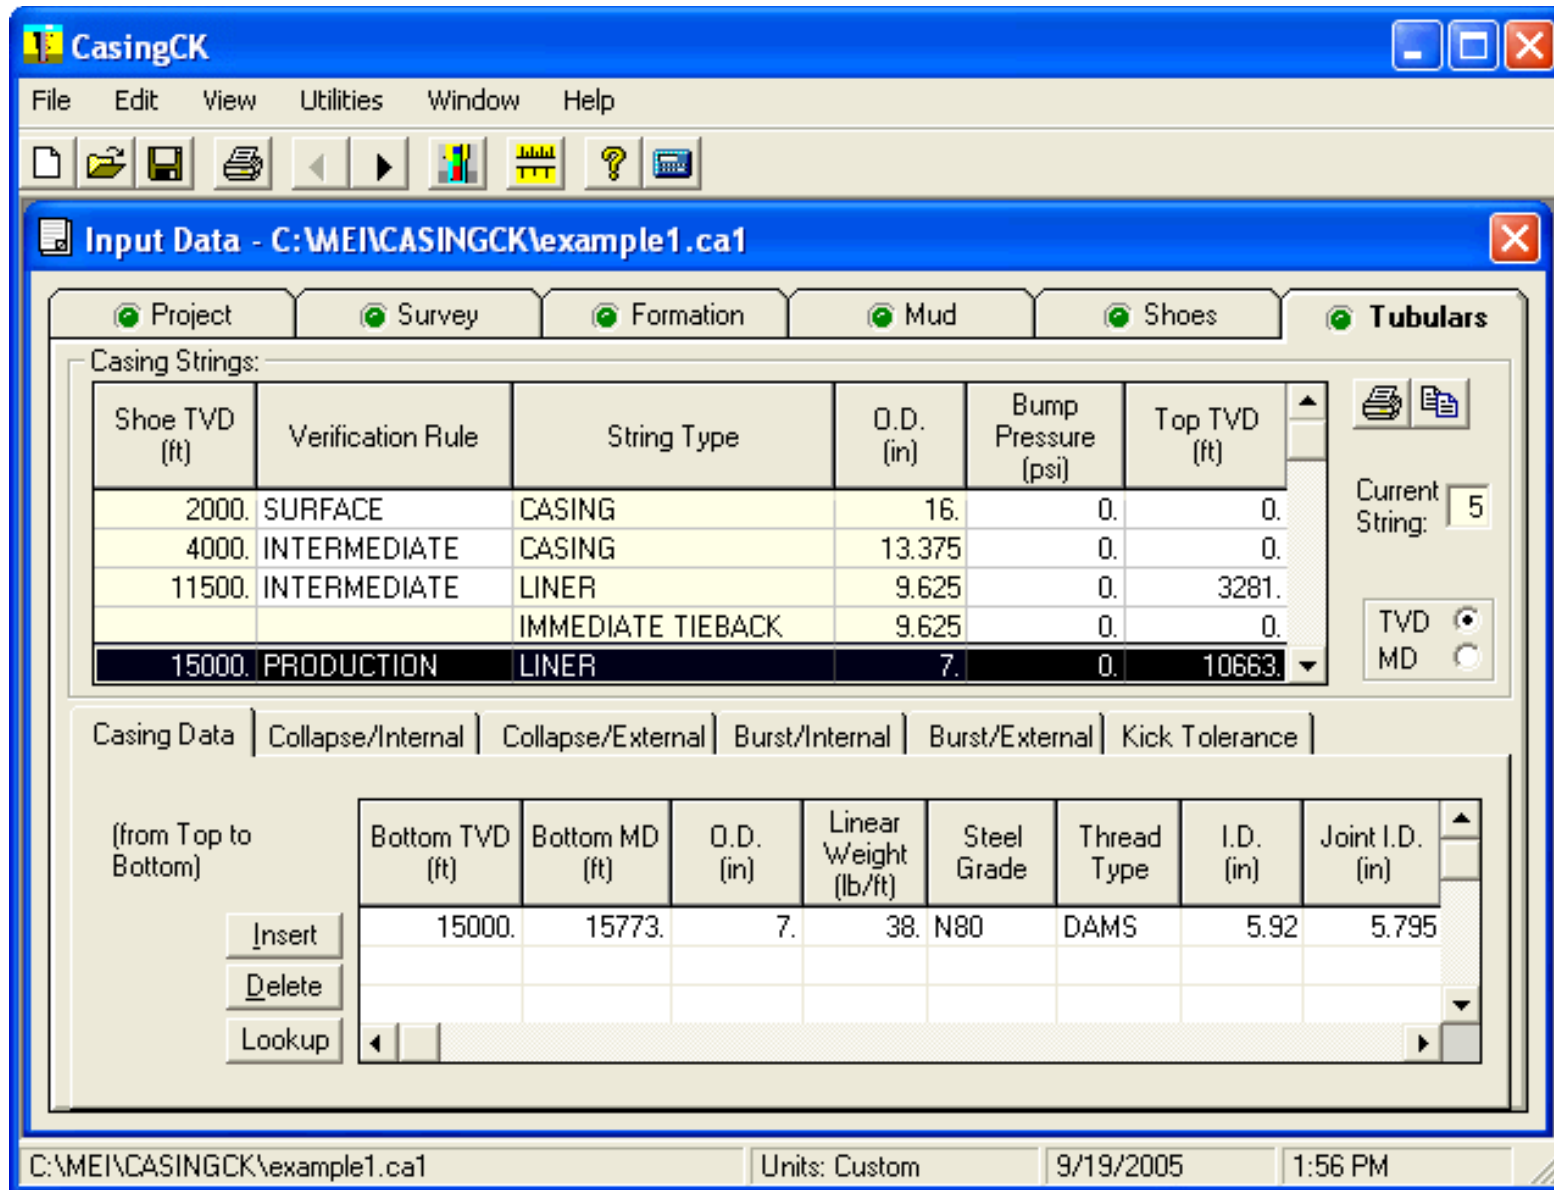 CasingCK
File Edit View Utilities Window Help
Input Data - C:\MEI\CASINGCK\example1.ca1
Project Survey Formation Mud Shoes Tubulars
Casing Strings:
Shoe TVD (ft) Verification Rule String Type O.D. (in) Bump Pressure (psi) Top TVD (ft)
2000. SURFACE CASING 16. 0. 0.
4000. INTERMEDIATE CASING 13.375 0. 0.
11500. INTERMEDIATE LINER 9.625 0. 3281.
IMMEDIATE TIEBACK 9.625 0. 0.
15000. PRODUCTION LINER 7. 0. 10663.
Current String: 5
TVD
MD
Casing Data Collapse/Internal Collapse/External Burst/Internal Burst/External Kick Tolerance
(from Top to Bottom)
Bottom TVD (ft) Bottom MD (ft) O.D. (in) Linear Weight (lb/ft) Steel Grade Thread Type I.D. (in) Joint I.D. (in)
15000. 15773. 7. 38. N80 DAMS 5.92 5.795
Insert
Delete
Lookup
C:\MEI\CASINGCK\example1.ca1 Units: Custom 9/19/2005 1:56 PM